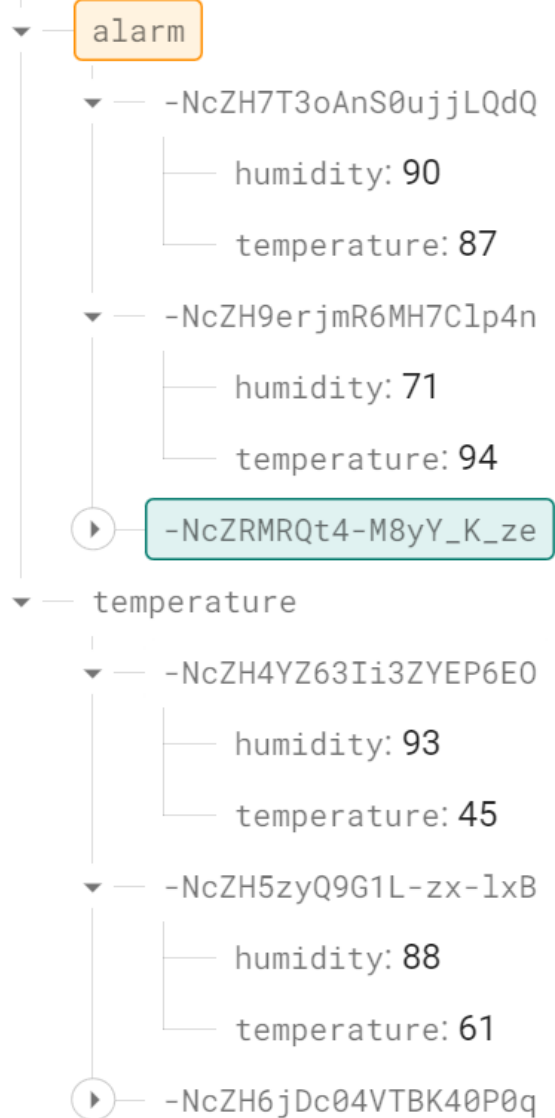 alarm
-NcZH7T3oAnS0ujjLQdQ
humidity: 90
temperature: 87
-NcZH9erjmR6MH7Clp4n
humidity: 71
temperature: 94
-NcZRMRQt4-M8yY_K_ze
temperature
-NcZH4YZ63Ii3ZYEP6EO
humidity: 93
temperature: 45
-NcZH5zyQ9G1L-zx-lxB
humidity: 88
temperature: 61
-NcZH6jDc04VTBK40P0q